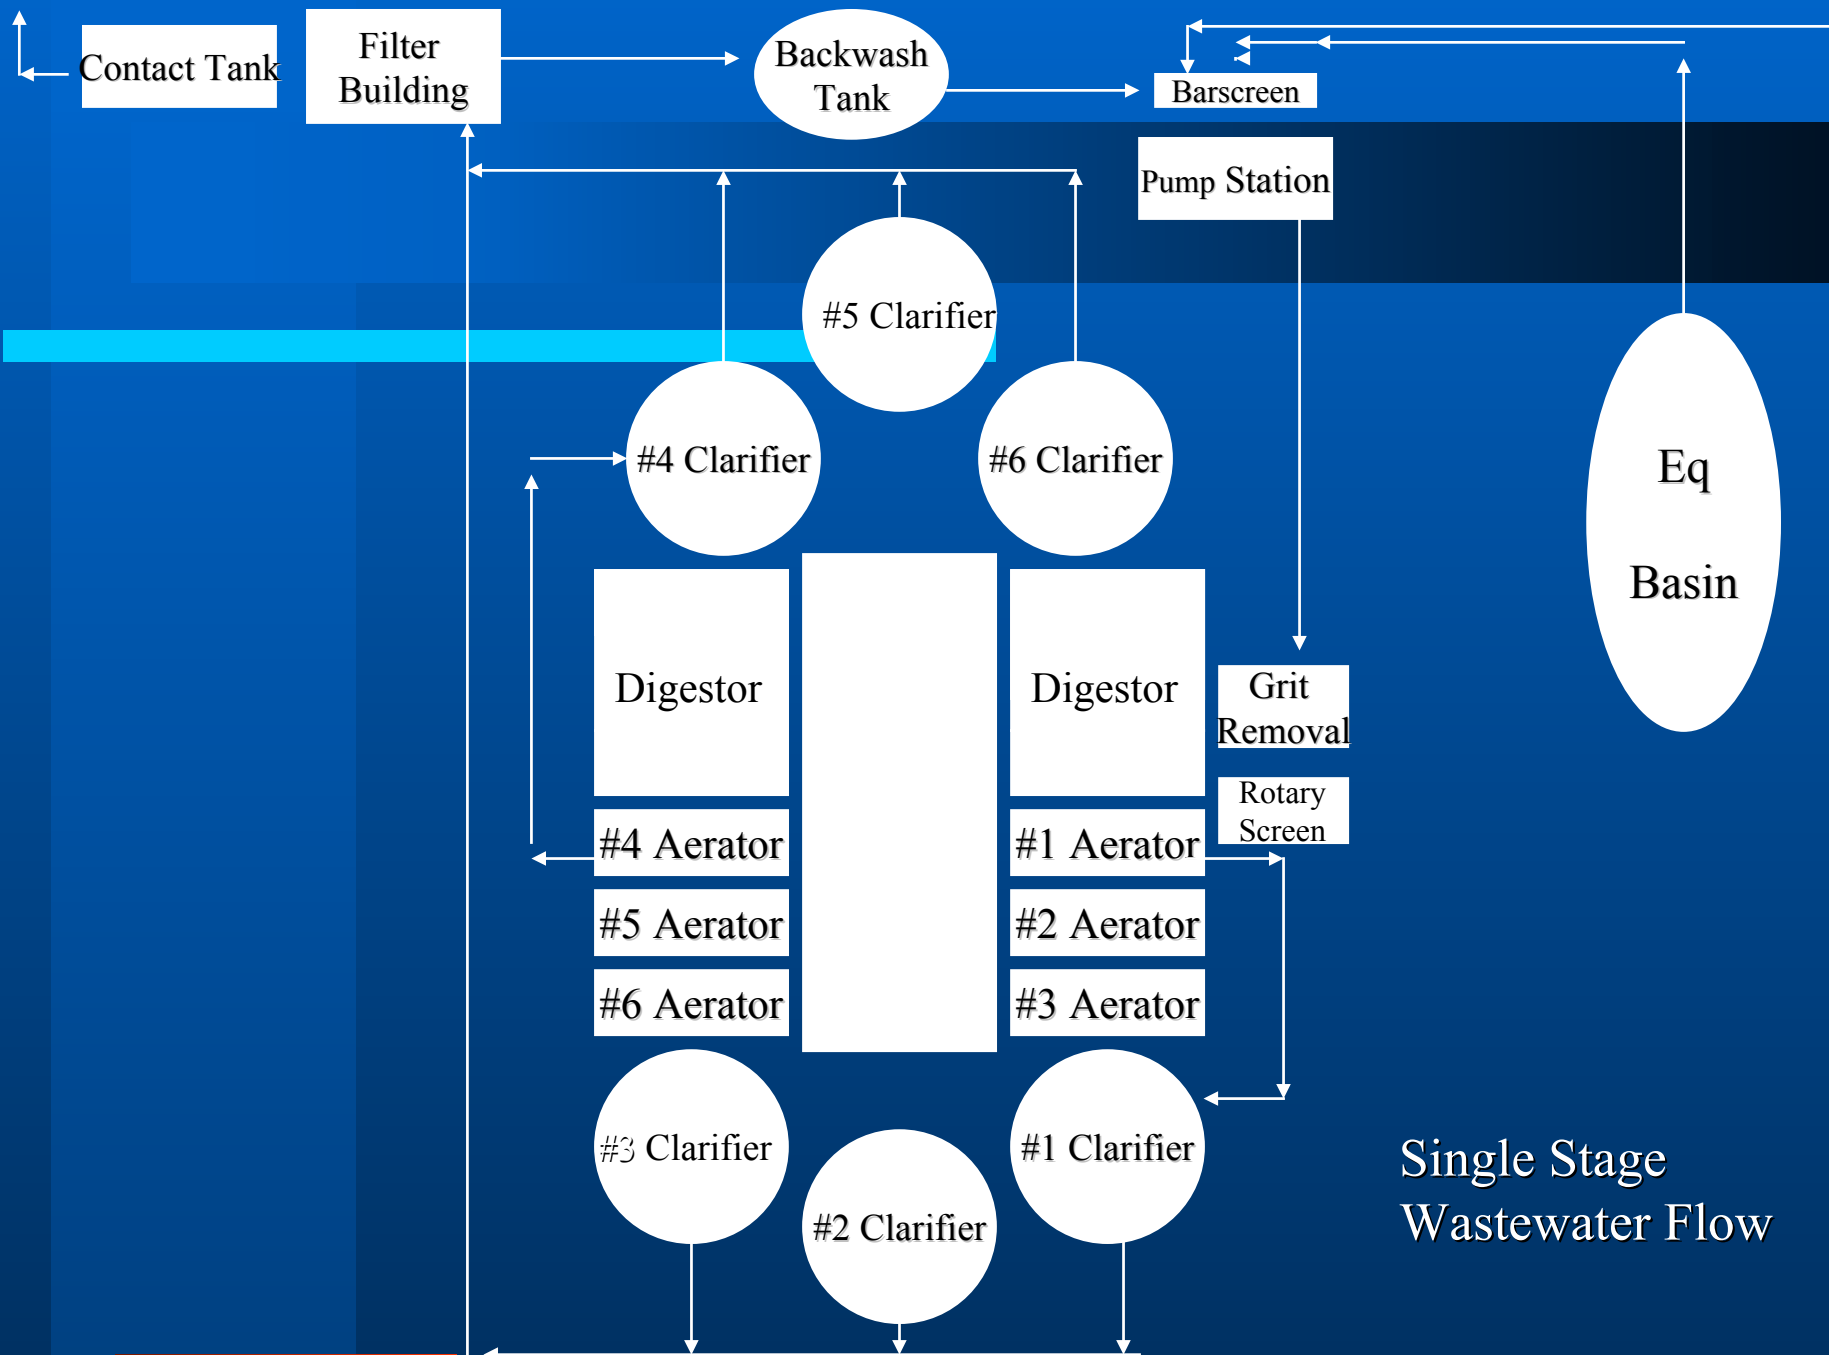 Contact Tank
Filter
Building
Backwash
Tank
Barscreen
Pump Station
#5 Clarifier
#4 Clarifier
#6 Clarifier
Eq
Basin
Digestor
Digestor
Grit
Removal
Rotary
Screen
#4 Aerator
#1 Aerator
#5 Aerator
#2 Aerator
#6 Aerator
#3 Aerator
#3 Clarifier
#1 Clarifier
#2 Clarifier
Single Stage
Wastewater Flow